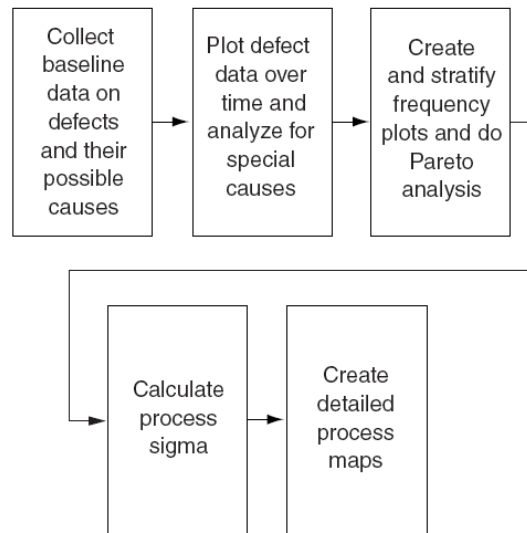 Collect
baseline
data on
defects
and their
possible
causes
Plot defect
data over
time and
analyze for
special
causes
Create
and stratify
frequency
plots and do
Pareto
analysis
Calculate
process
sigma
Create
detailed
process
maps